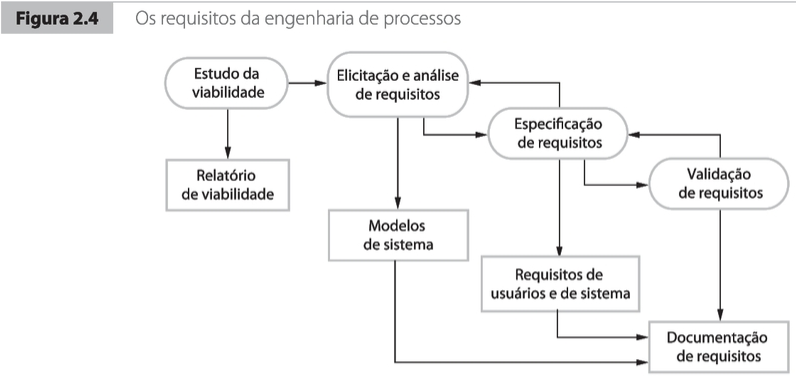 Figura 2.4 Os requisitos da engenharia de processos
Estudo da
viabilidade
Elicitação e análise
de requisitos
Especificação
de requisitos
Validação
de requisitos
Relatório
de viabilidade
Modelos
de sistema
Requisitos de
usuários e de sistema
Documentação
de requisitos